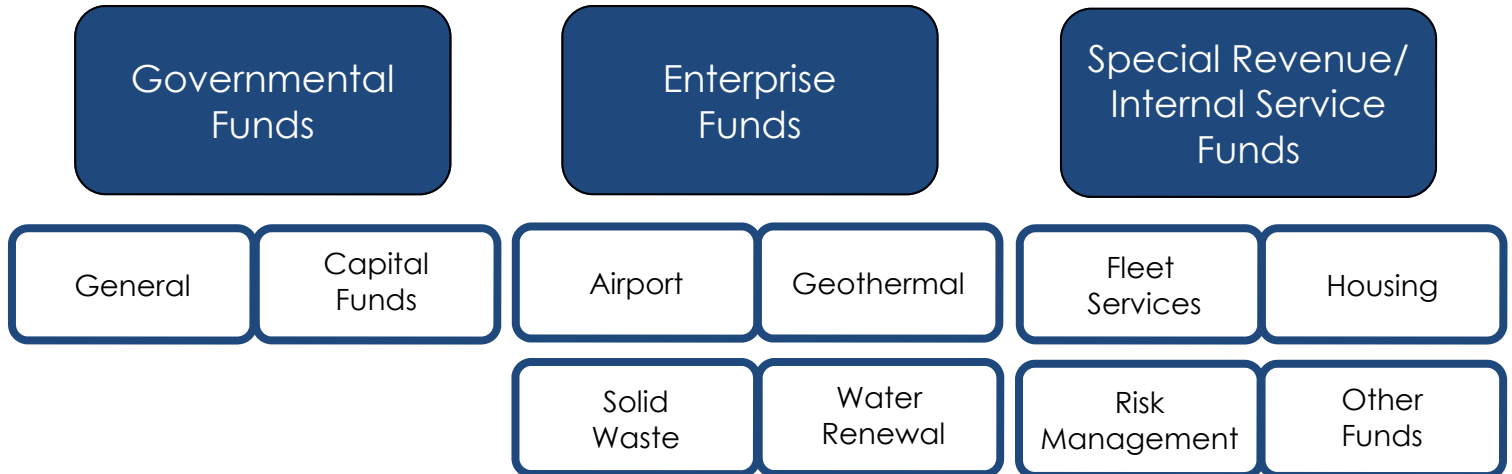 Governmental
Funds
Enterprise
Funds
Special Revenue/
Internal Service
Funds
General
Capital
Funds
Airport
Geothermal
Fleet
Services
Housing
Solid
Waste
Water
Renewal
Risk
Management
Other
Funds